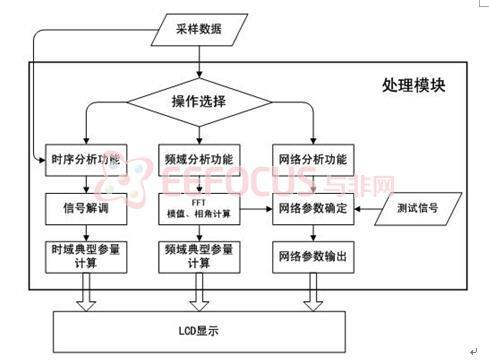 采样数据
处理模块
操作选择
时序分析功能
频域分析功能
网络分析功能
信号解调
FFT
模值、相角计算
网络参数确定
测试信号
时域典型参量
计算
频域典型参量
计算
网络参数输出
LCD显示
EEFOCUS与非网